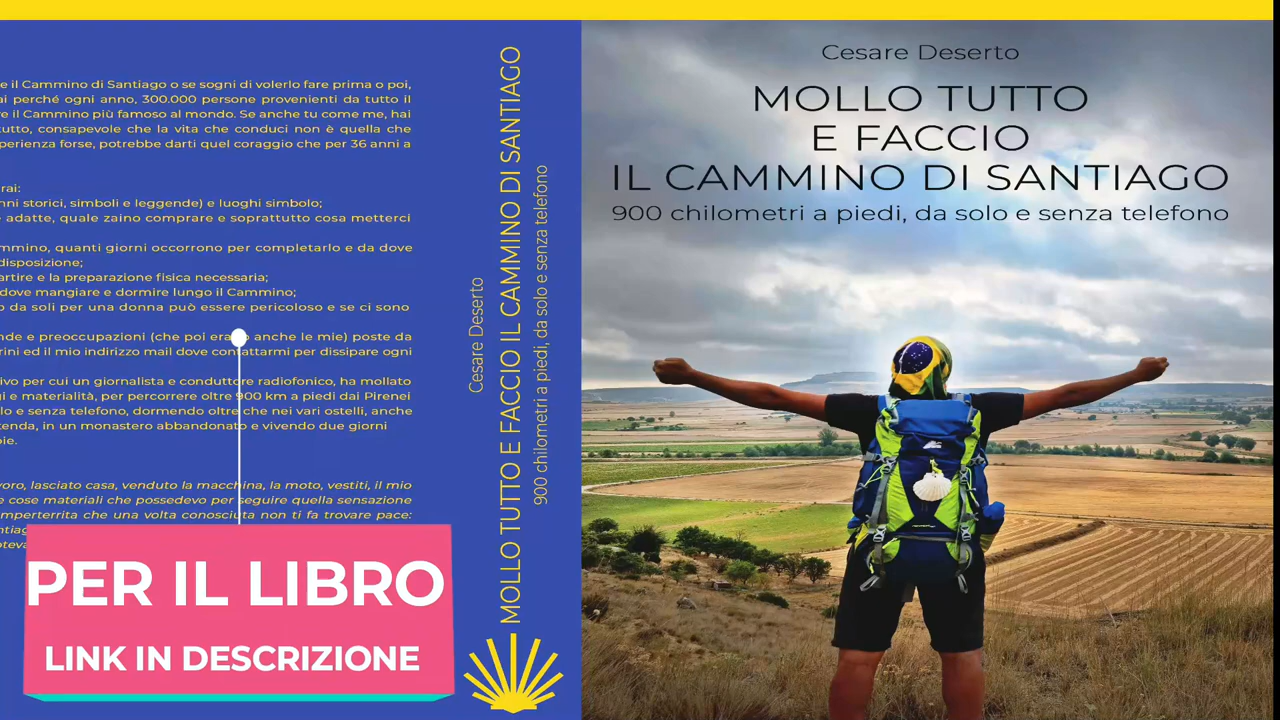 e il Cammino di Santiago o se sogni di volerlo fare prima o poi,
ai perché ogni anno, 300.000 persone provenienti da tutto il
e il Cammino più famoso al mondo. Se anche tu come me, hai
tutto, consapevole che la vita che conduci non è quella che
perienza forse, potrebbe darti quel coraggio che per 36 anni a
rai:
nni storici, simboli e leggende) e luoghi simbolo;
adatte, quale zaino comprare e soprattutto cosa metterci
mmino, quanti giorni occorrono per completarlo e da dove
disposizione;
artire e la preparazione fisica necessaria;
dove mangiare e dormire lungo il Cammino;
o da soli per una donna può essere pericoloso e se ci sono
nde e preoccupazioni (che poi erano anche le mie) poste da
rini ed il mio indirizzo mail dove contattarmi per dissipare ogni
ivo per cui un giornalista e conduttore radiofonico, ha mollato
gi e materialità, per percorrere oltre 900 km a piedi dai Pirenei
lo e senza telefono, dormendo oltre che nei vari ostelli, anche
tenda, in un monastero abbandonato e vivendo due giorni
pie.
voro, lasciato casa, venduto la macchina, la moto, vestiti, il mio
e cose materiali che possedevo per seguire quella sensazione
mperterrita che una volta conosciuta non ti fa trovare pace:
PER IL LIBRO
LINK IN DESCRIZIONE
Cesare Deserto
MOLLO TUTTO E FACCIO IL CAMMINO DI SANTIAGO
900 chilometri a piedi, da solo e senza telefono
Cesare Deserto
MOLLO TUTTO
E FACCIO
IL CAMMINO DI SANTIAGO
900 chilometri a piedi, da solo e senza telefono